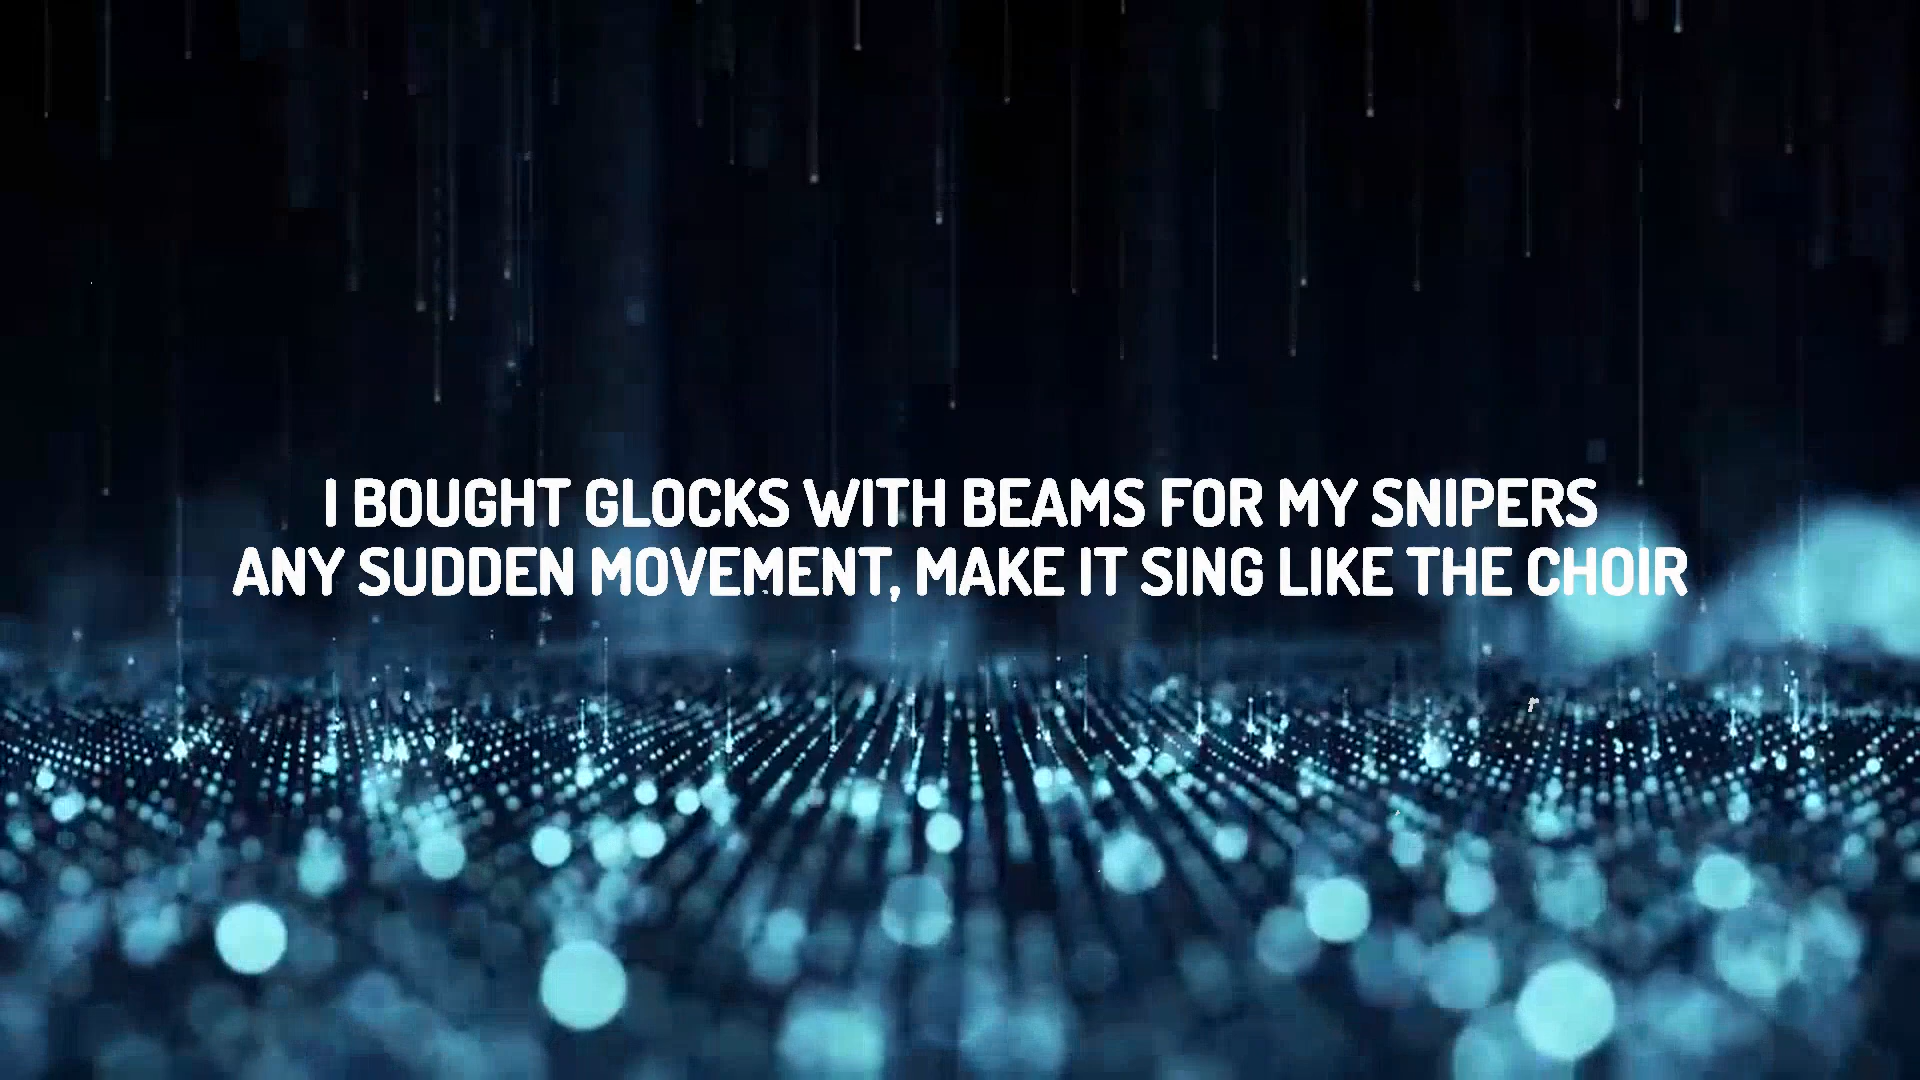 I BOUGHT GLOCKS WITH BEAMS FOR MY SNIPERS
ANY SUDDEN MOVEMENT, MAKE IT SING LIKE THE CHOIR
r